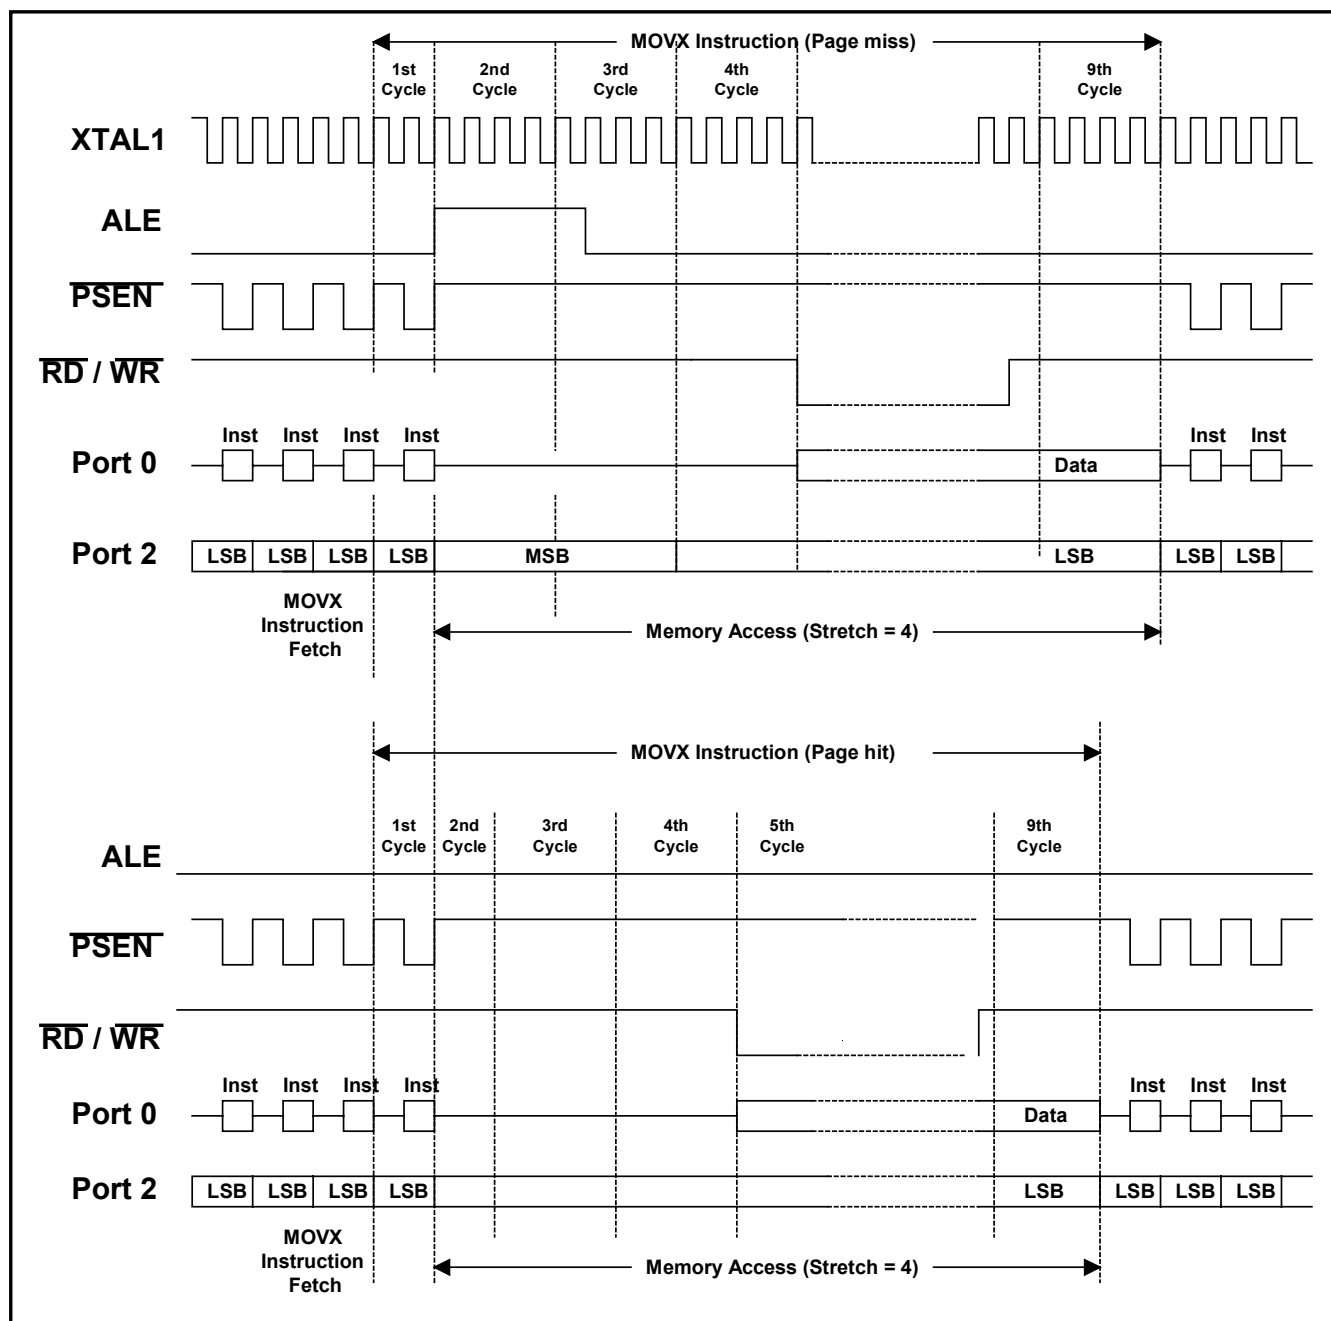 MOVX Instruction (Page miss)
1st Cycle
2nd Cycle
3rd Cycle
4th Cycle
9th Cycle
XTAL1
ALE
PSEN
RD / WR
Inst Inst Inst Inst Inst Inst
Port 0
Data
Port 2
LSB LSB LSB LSB MSB LSB LSB LSB
MOVX
Instruction
Fetch
Memory Access (Stretch = 4)
MOVX Instruction (Page hit)
1st Cycle
2nd Cycle
3rd Cycle
4th Cycle
5th Cycle
9th Cycle
ALE
PSEN
RD / WR
Inst Inst Inst Inst Inst Inst Inst
Port 0
Data
Port 2
LSB LSB LSB LSB LSB LSB LSB LSB
MOVX
Instruction
Fetch
Memory Access (Stretch = 4)